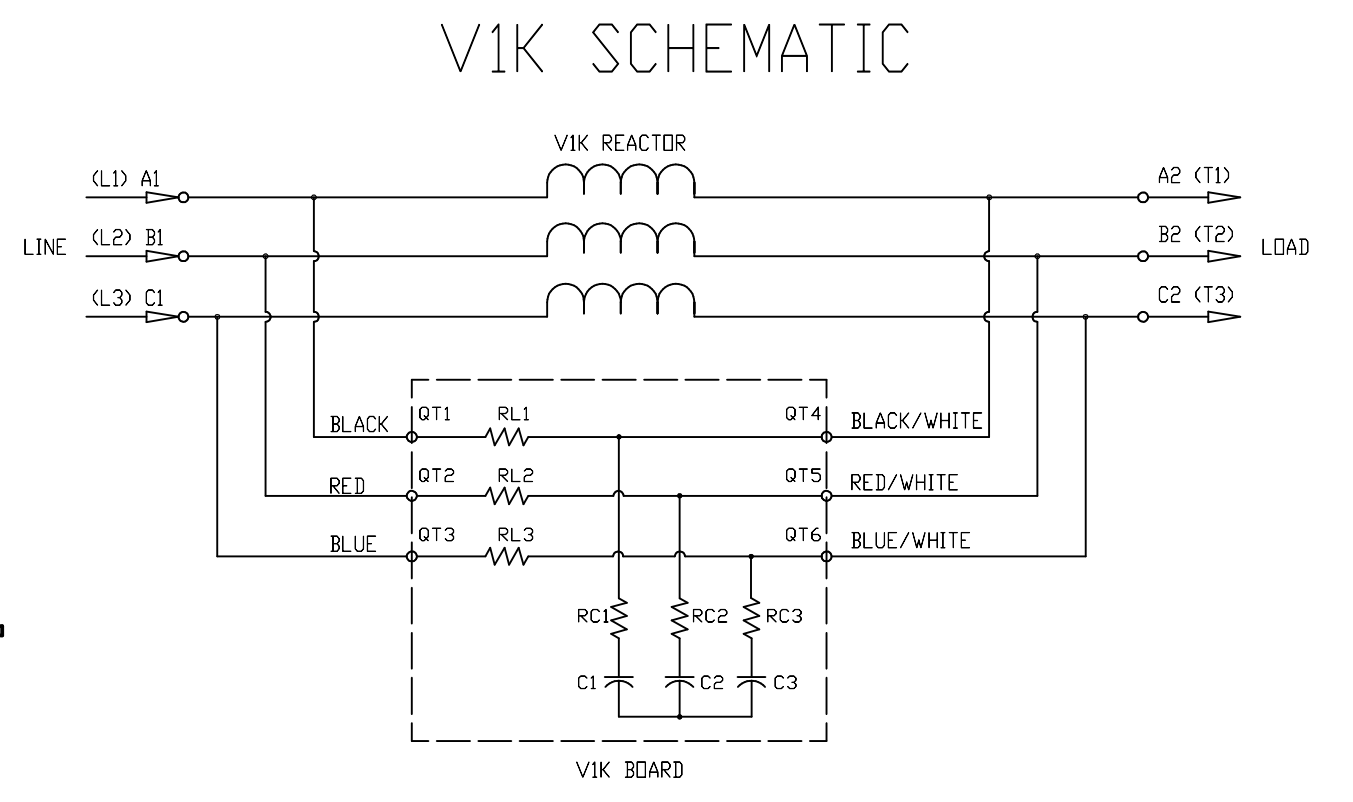 V1K SCHEMATIC
V1K REACTOR
(L1) A1
A2 (T1)
LINE
(L2) B1
B2 (T2)
LOAD
(L3) C1
C2 (T3)
BLACK
QT1
RL1
QT4
BLACK/WHITE
RED
QT2
RL2
QT5
RED/WHITE
BLUE
QT3
RL3
QT6
BLUE/WHITE
RC1
RC2
RC3
C1
C2
C3
V1K BOARD